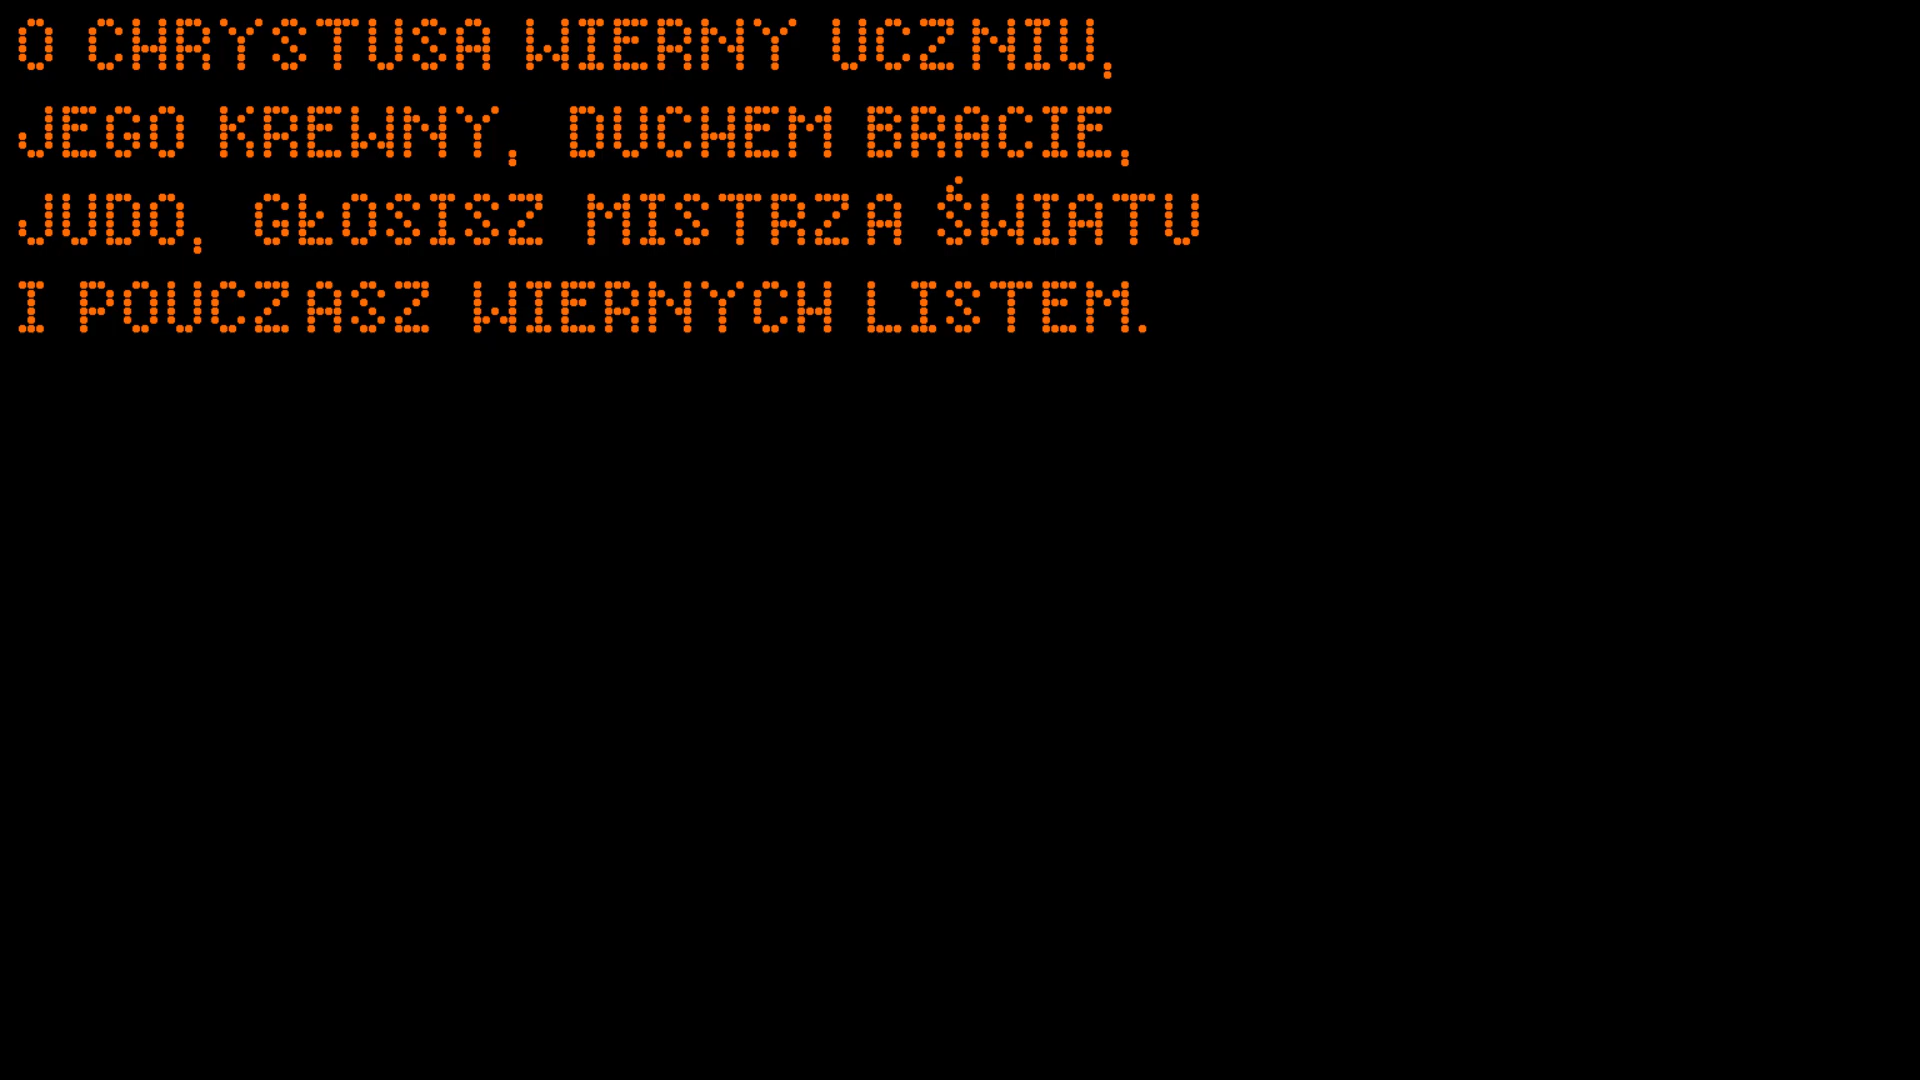 O CHRYSTUSA WIERNY UCZNIU,
JEGO KREWNY, DUCHEM BRACIE,
JUDO, GŁOSISZ MISTRZA ŚWIATU
I POUCZASZ WIERNYCH LISTEM.